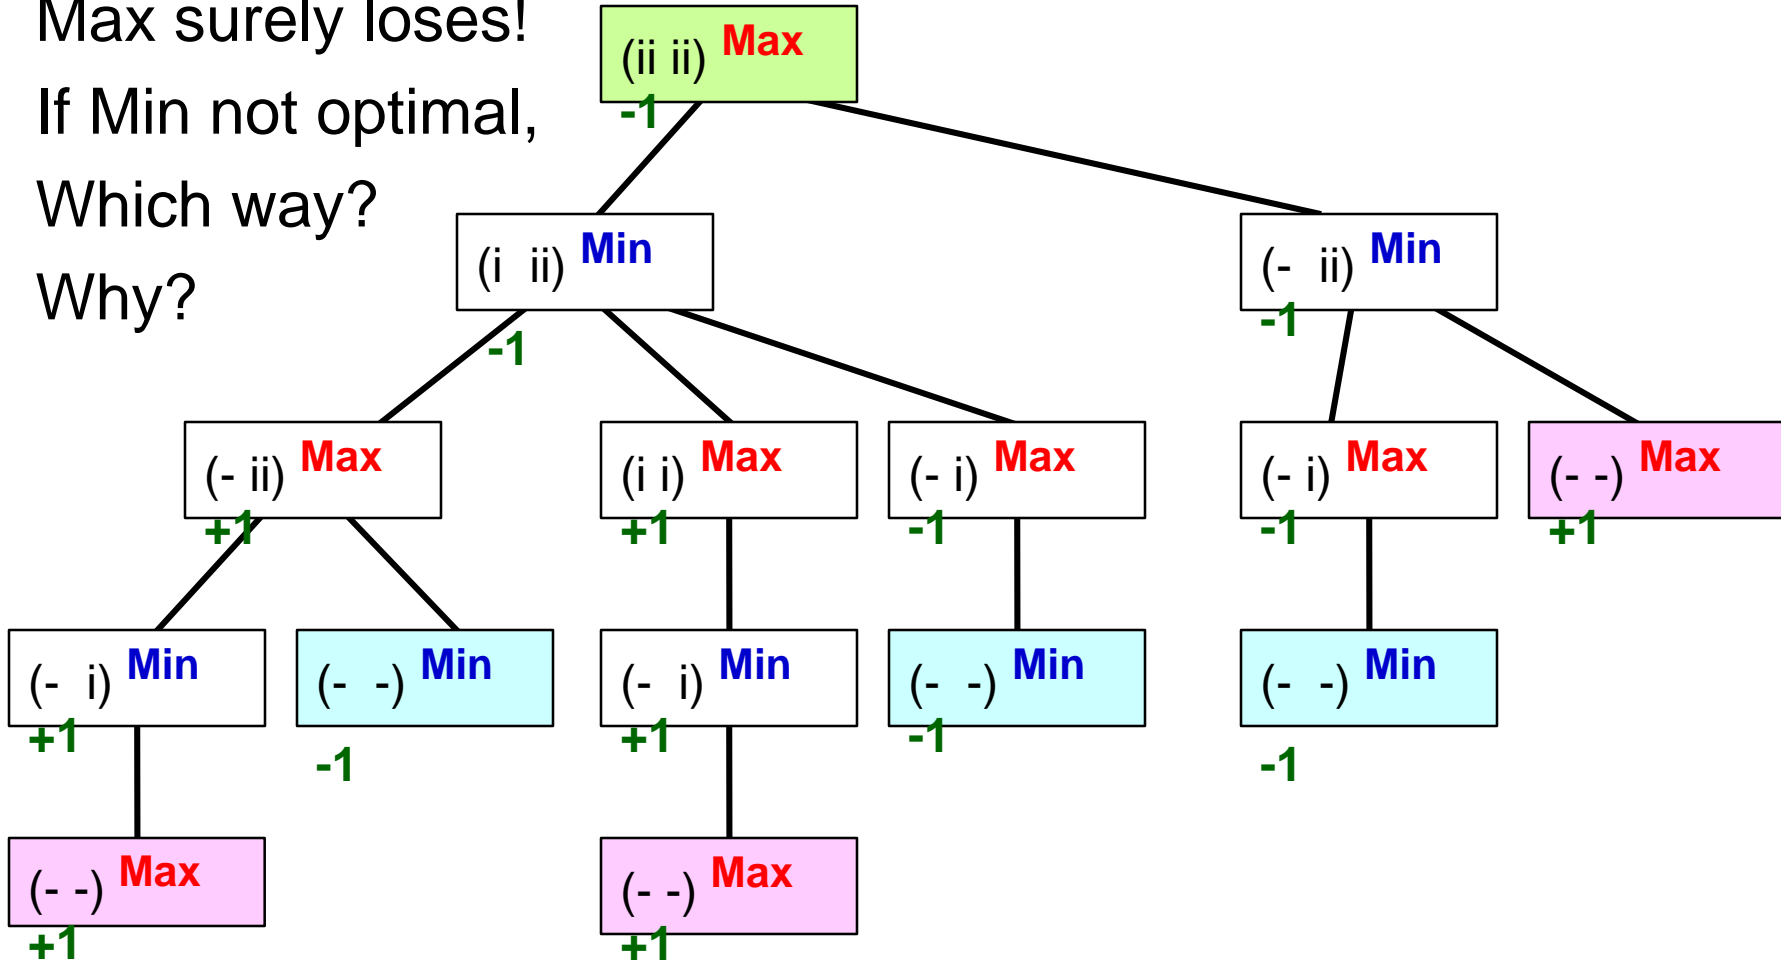 Max surely loses!
If Min not optimal,
Which way?
Why?
(ii ii) Max
-1
(i ii) Min
-1
(- ii) Min
-1
(- ii) Max
+1
(i i) Max
+1
(- i) Max
-1
(- i) Max
-1
(- -) Max
+1
(- i) Min
+1
(- -) Min
-1
(- i) Min
+1
(- -) Min
-1
(- -) Min
-1
(- -) Max
+1
(- -) Max
+1